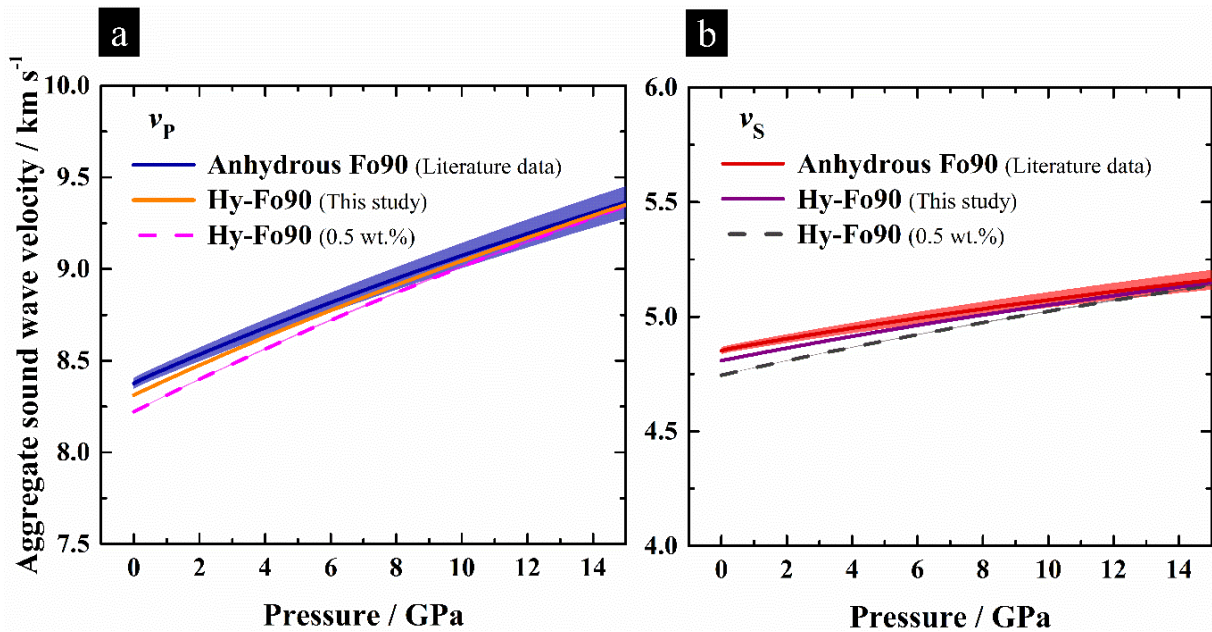 a
Aggregate sound wave velocity / km s⁻¹
10.0
9.5
9.0
8.5
8.0
7.5
vP
Anhydrous Fo90 (Literature data)
Hy-Fo90 (This study)
Hy-Fo90 (0.5 wt.%)
0 2 4 6 8 10 12 14
Pressure / GPa
b
6.0
5.5
5.0
4.5
4.0
vS
Anhydrous Fo90 (Literature data)
Hy-Fo90 (This study)
Hy-Fo90 (0.5 wt.%)
0 2 4 6 8 10 12 14
Pressure / GPa